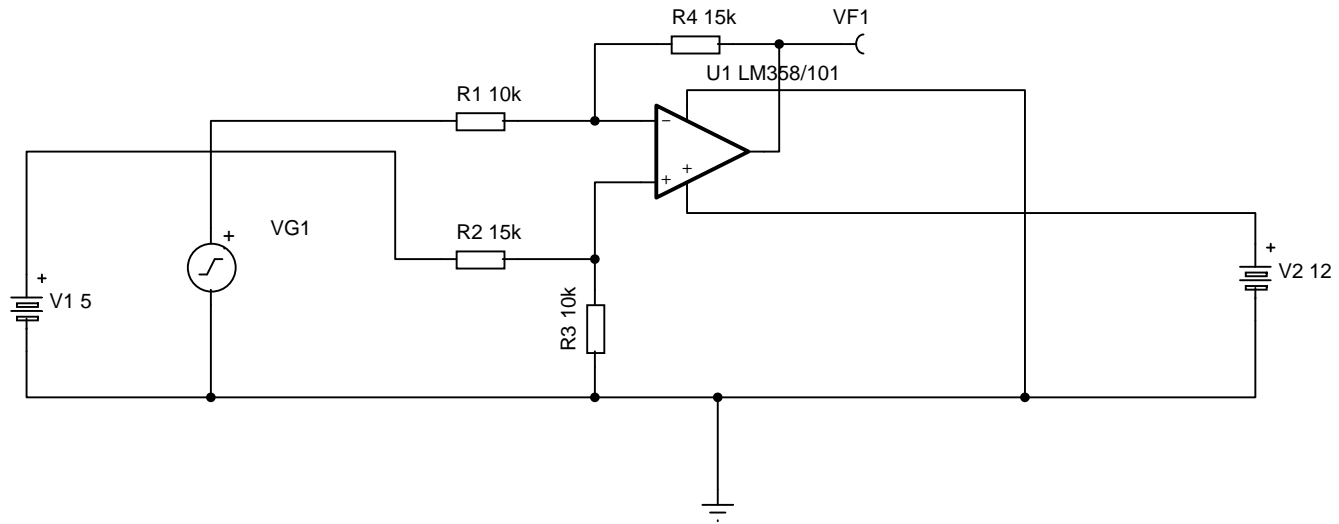 R4 15k
VF1
U1 LM358/101
R1 10k
−
+
+
VG1
+
R2 15k
+
V1 5
R3 10k
+
V2 12